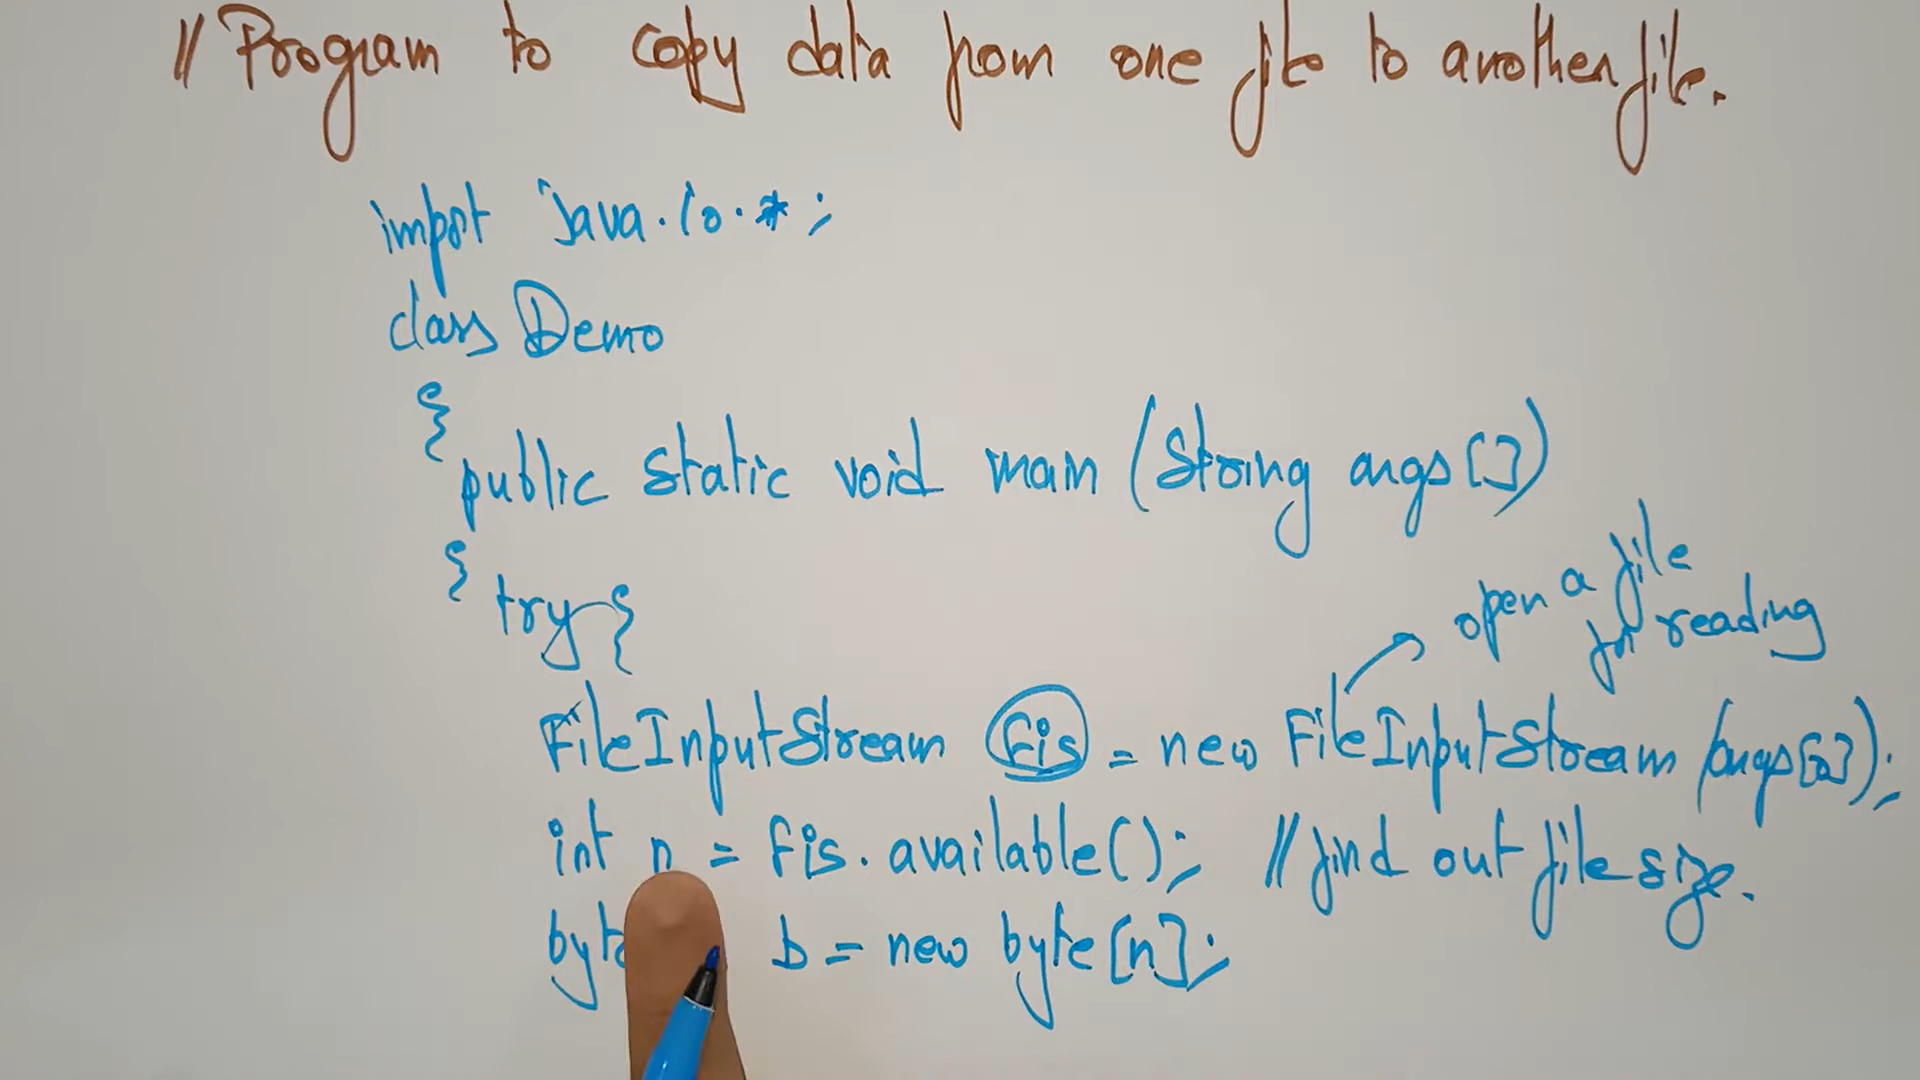 // Program to copy data from one file to another file.
import java.io.*;
class Demo
{
public static void main (String args[])
{ try {
open a file
for reading
FileInputStream fis = new FileInputStream (args[0]);
int n = fis.available(); // find out file size.
b = new byte[n];